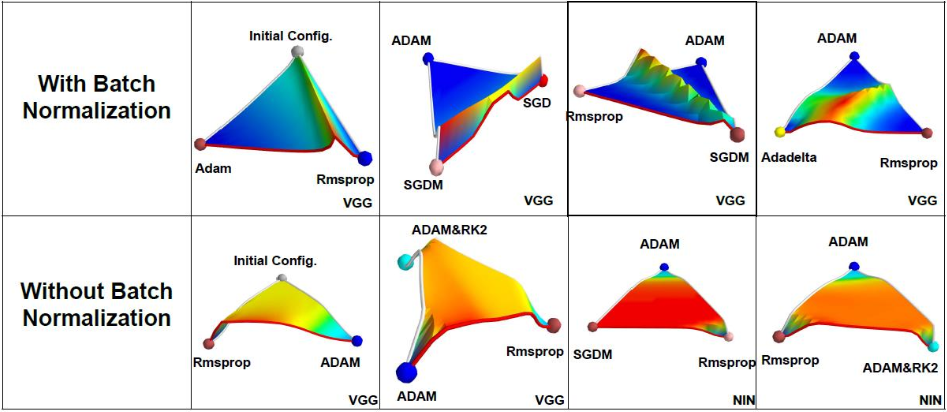 With Batch
Normalization
Initial Config.
Adam
Rmsprop
VGG
ADAM
SGD
SGDM
VGG
ADAM
Rmsprop
SGDM
VGG
ADAM
Adadelta
Rmsprop
VGG
Without Batch
Normalization
Initial Config.
Rmsprop
ADAM
VGG
ADAM&RK2
Rmsprop
ADAM
VGG
ADAM
SGDM
Rmsprop
NIN
ADAM
Rmsprop
ADAM&RK2
NIN